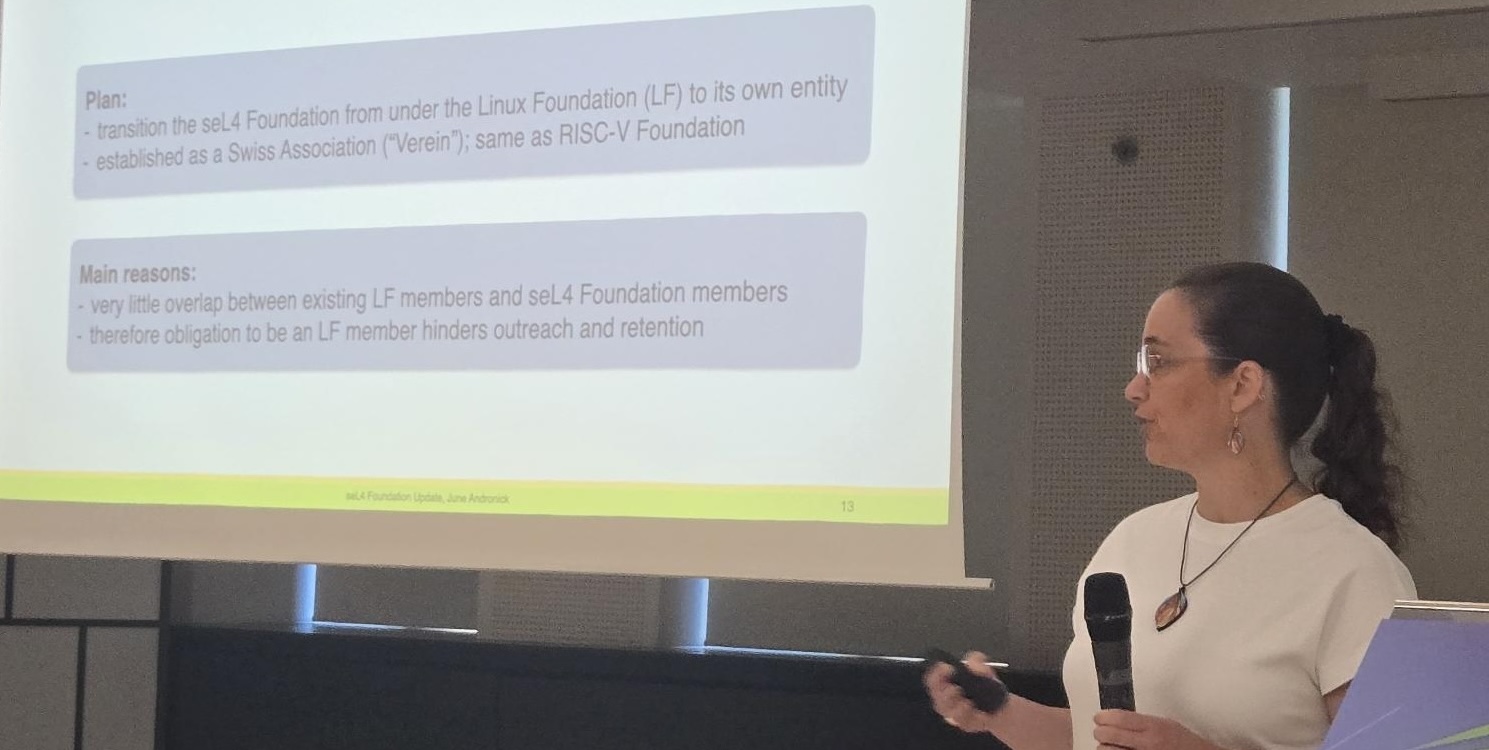 Plan:
- transition the seL4 Foundation from under the Linux Foundation (LF) to its own entity
- established as a Swiss Association ("Verein"); same as RISC-V Foundation
Main reasons:
- very little overlap between existing LF members and seL4 Foundation members
- therefore obligation to be an LF member hinders outreach and retention
seL4 Foundation Update, June Andronick
13